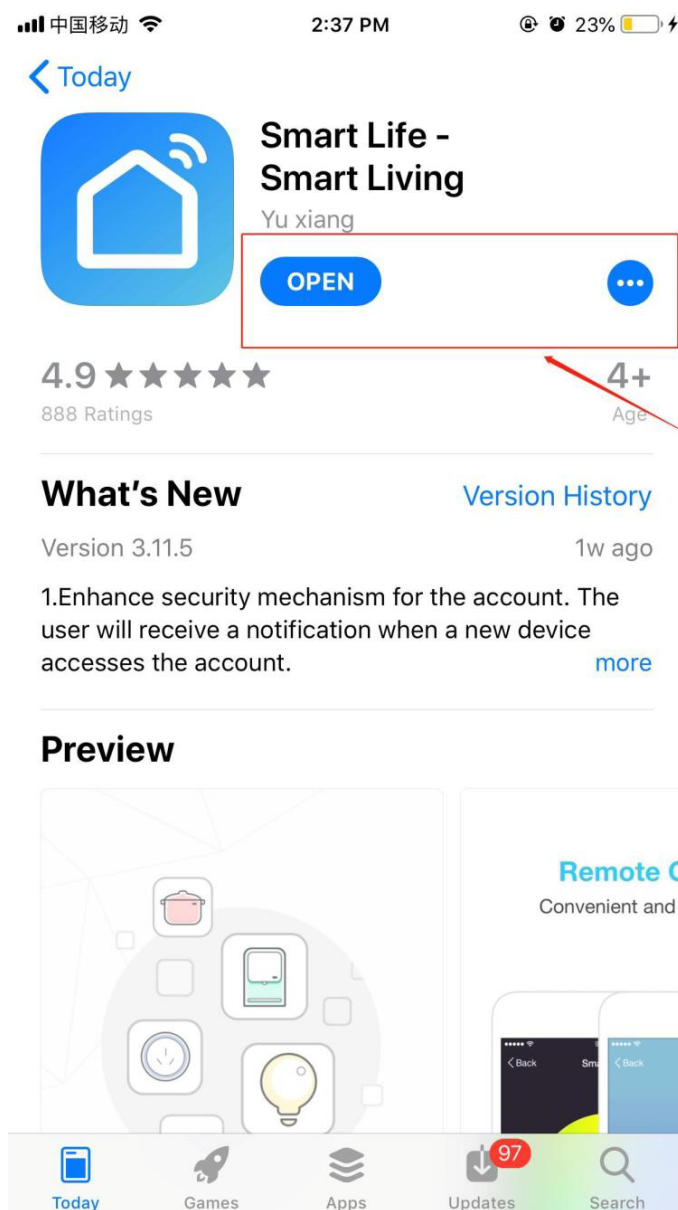 中国移动 2:37 PM 23%
Today
Smart Life -
Smart Living
Yu xiang
OPEN
4.9 4+
888 Ratings Age
What's New Version History
Version 3.11.5 1w ago
1.Enhance security mechanism for the account. The
user will receive a notification when a new device
accesses the account. more
Preview
Remote
Convenient and
Back
Back
97
Today Games Apps Updates Search